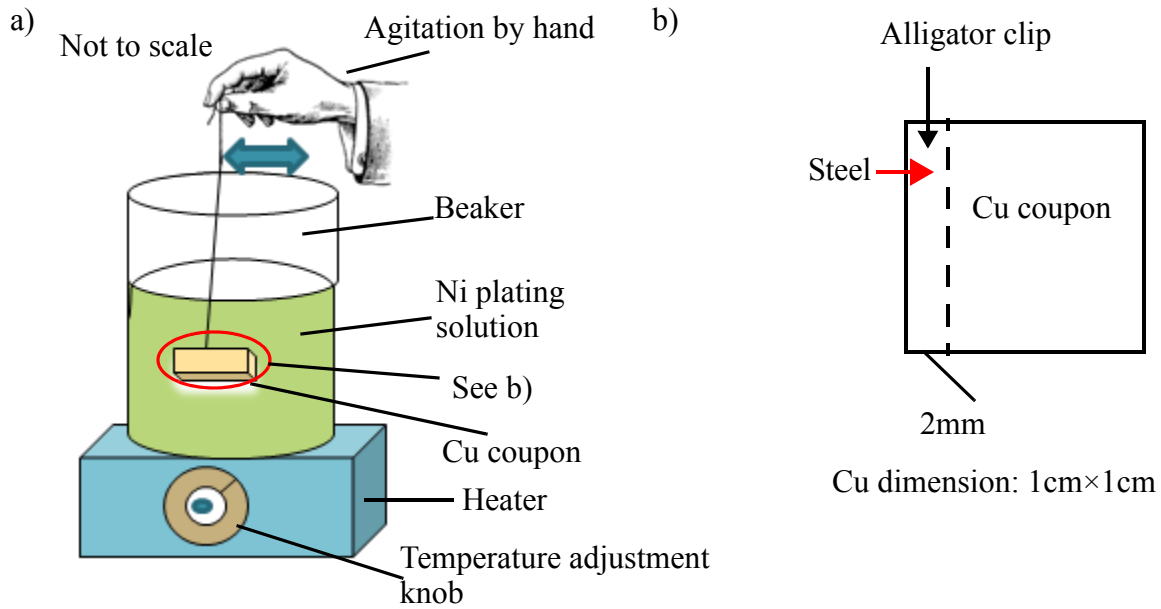 a)
Not to scale
Agitation by hand
Beaker
Ni plating
solution
See b)
Cu coupon
Heater
Temperature adjustment
knob
b)
Alligator clip
Steel
Cu coupon
2mm
Cu dimension: 1cm×1cm